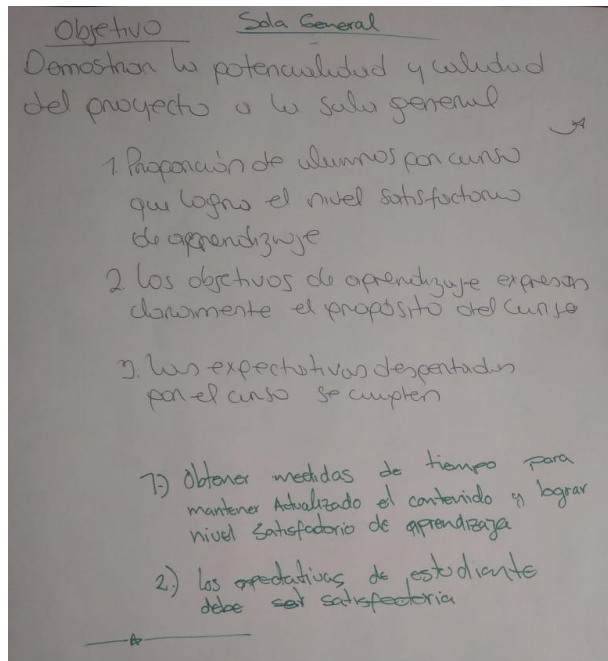 Objetivo Sala General
Demostrar la potencialidad y calidad
del proyecto a la sala general
1. Proporción de alumnos por curso
que logro el nivel satisfactorio
de aprendizaje
2. Los objetivos de aprendizaje expresan
claramente el propósito del curso
3. Las expectativas despertadas
por el curso se cumplen
1.) Obtener medidas de tiempo para
mantener Actualizado el contenido y lograr
nivel satisfactorio de aprendizaja
2.) Las expectativas de estudiante
debe ser satisfactoria